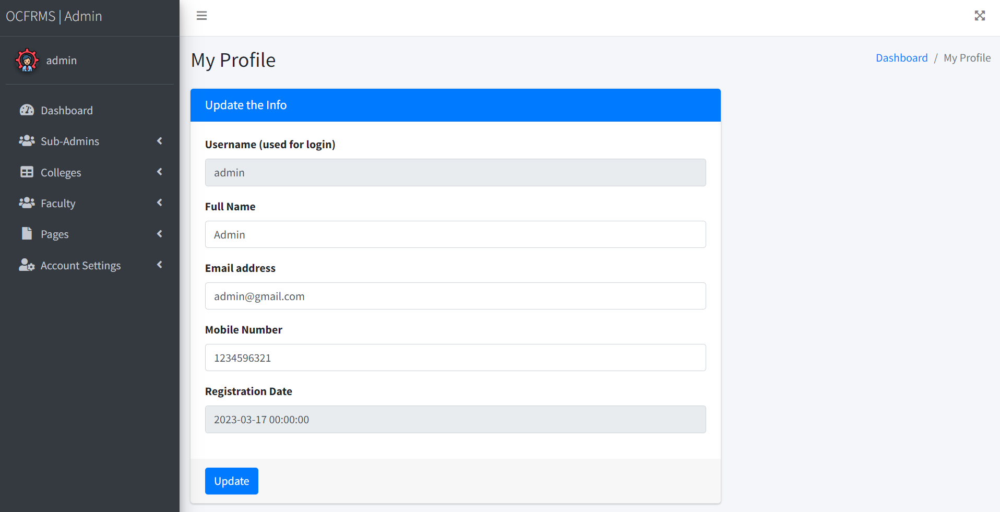 OCFRMS | Admin
admin
Dashboard
Sub-Admins
Colleges
Faculty
Pages
Account Settings
My Profile
Dashboard / My Profile
Update the Info
Username (used for login)
admin
Full Name
Admin
Email address
admin@gmail.com
Mobile Number
1234596321
Registration Date
2023-03-17 00:00:00
Update